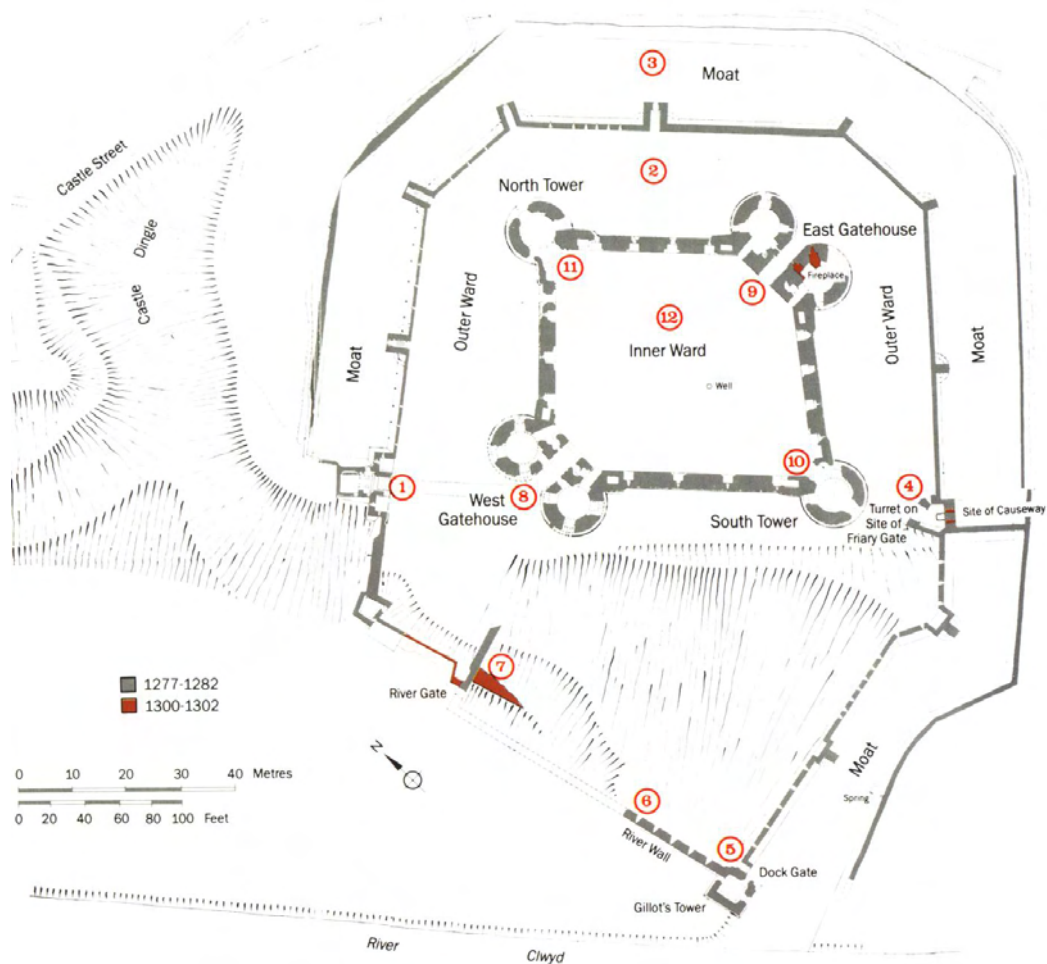 3
Moat
Castle Street
Dingle
Castle
2
North Tower
East Gatehouse
Fireplace
11
9
Outer Ward
12
Inner Ward
Outer Ward
Moat
Moat
Well
10
4
1
8
West
Gatehouse
South Tower
Turret on
Site of
Friary Gate
Site of Causeway
7
River Gate
1277-1282
1300-1302
N
0 10 20 30 40 Metres
0 20 40 60 80 100 Feet
Moat
Spring
6
River Wall
5
Dock Gate
Gillot's Tower
River Clwyd